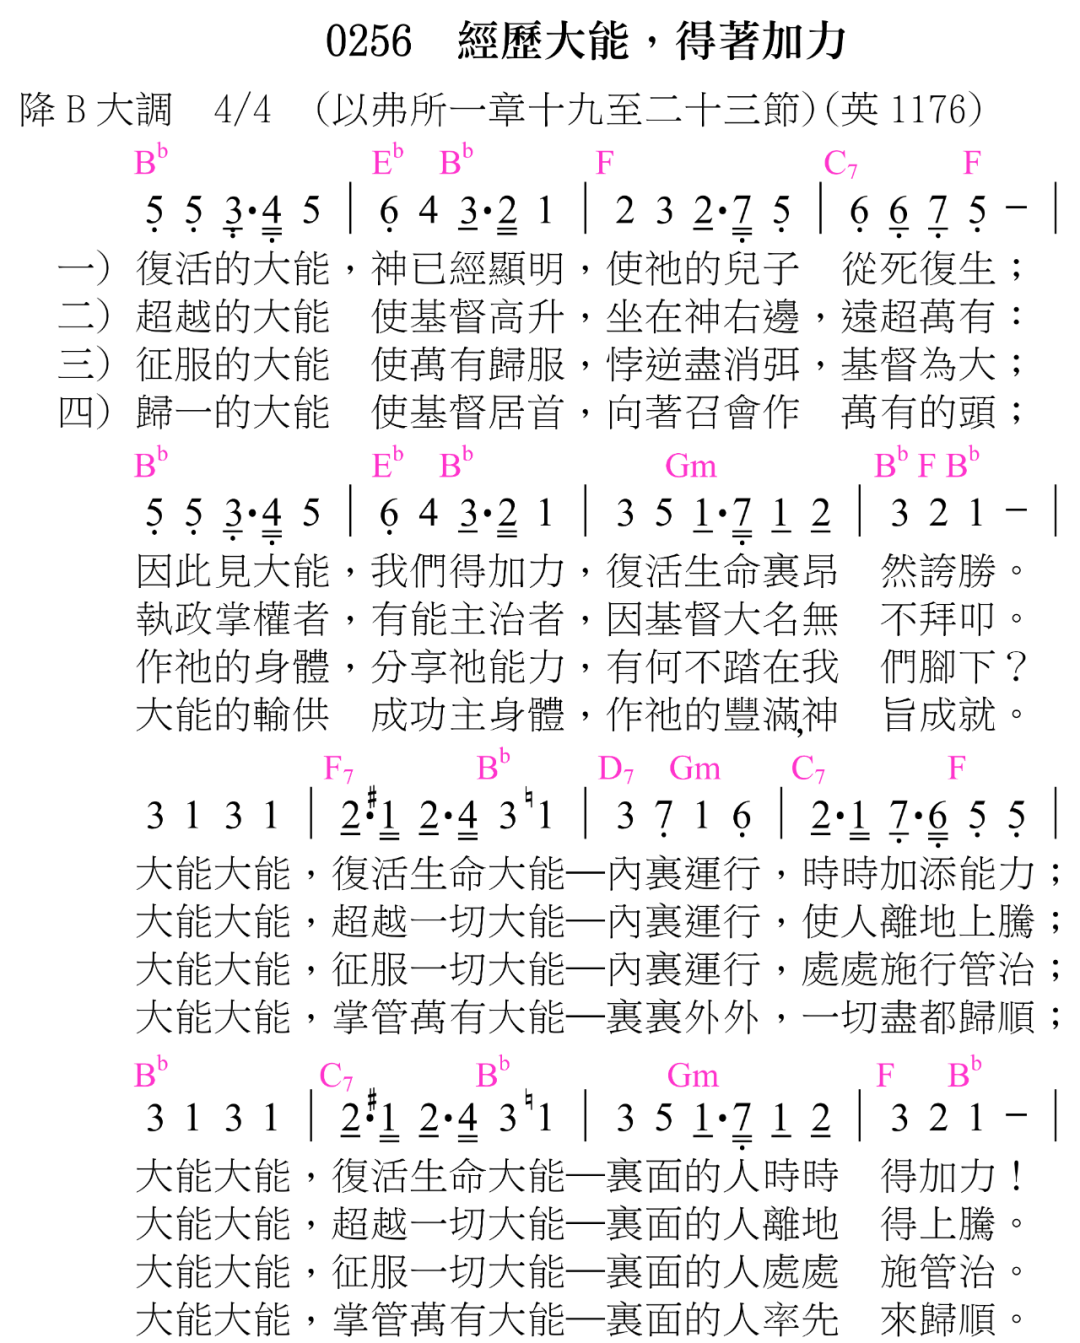 0256　經歷大能，得著加力
降 B 大調　4/4　(以弗所一章十九至二十三節)(英 1176)
B♭ E♭ B♭ F C7 F
5̣ 5̣ 3̣·4̣ 5 | 6̣ 4 3·2 1 | 2 3 2·7̣ 5̣ | 6̣ 6̣ 7̣ 5̣ – |
一) 復活的大能，神已經顯明，使祂的兒子　從死復生；
二) 超越的大能　使基督高升，坐在神右邊，遠超萬有：
三) 征服的大能　使萬有歸服，悖逆盡消弭，基督為大；
四) 歸一的大能　使基督居首，向著召會作　萬有的頭；
B♭ E♭ B♭ Gm B♭ F B♭
5̣ 5̣ 3̣·4̣ 5 | 6̣ 4 3·2 1 | 3 5 1·7̣ 1 2 | 3 2 1 – |
因此見大能，我們得加力，復活生命裏昂　然誇勝。
執政掌權者，有能主治者，因基督大名無　不拜叩。
作祂的身體，分享祂能力，有何不踏在我　們腳下？
大能的輸供　成功主身體，作祂的豐滿,神　旨成就。
F7 B♭ D7 Gm C7 F
3 1 3 1 | 2·♯1 2·4 3 ♮1 | 3 7̣ 1 6̣ | 2·1 7̣·6̣ 5̣ 5̣ |
大能大能，復活生命大能—內裏運行，時時加添能力；
大能大能，超越一切大能—內裏運行，使人離地上騰；
大能大能，征服一切大能—內裏運行，處處施行管治；
大能大能，掌管萬有大能—裏裏外外，一切盡都歸順；
B♭ C7 B♭ Gm F B♭
3 1 3 1 | 2·♯1 2·4 3 ♮1 | 3 5 1·7̣ 1 2 | 3 2 1 – |
大能大能，復活生命大能—裏面的人時時　得加力！
大能大能，超越一切大能—裏面的人離地　得上騰。
大能大能，征服一切大能—裏面的人處處　施管治。
大能大能，掌管萬有大能—裏面的人率先　來歸順。